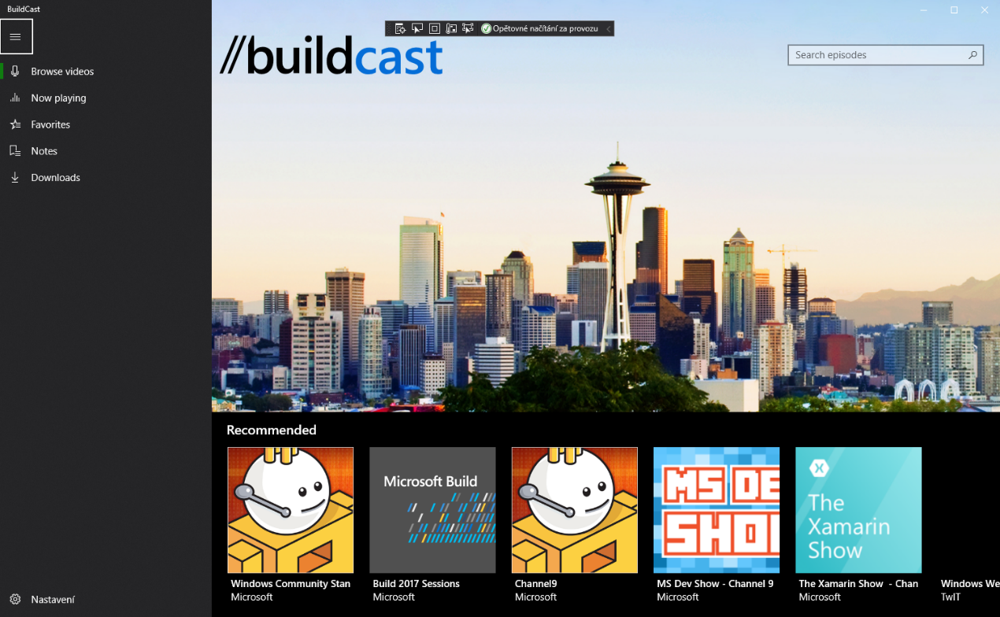 BuildCast
Opětovné načítání za provozu
//buildcast
Search episodes
Browse videos
Now playing
Favorites
Notes
Downloads
Nastavení
Recommended
Microsoft Build
MS DE
SHO
The
Xamarin
Show
Windows Community Stan
Microsoft
Build 2017 Sessions
Microsoft
Channel9
Microsoft
MS Dev Show - Channel 9
Microsoft
The Xamarin Show - Chan
Microsoft
Windows We
TwiT